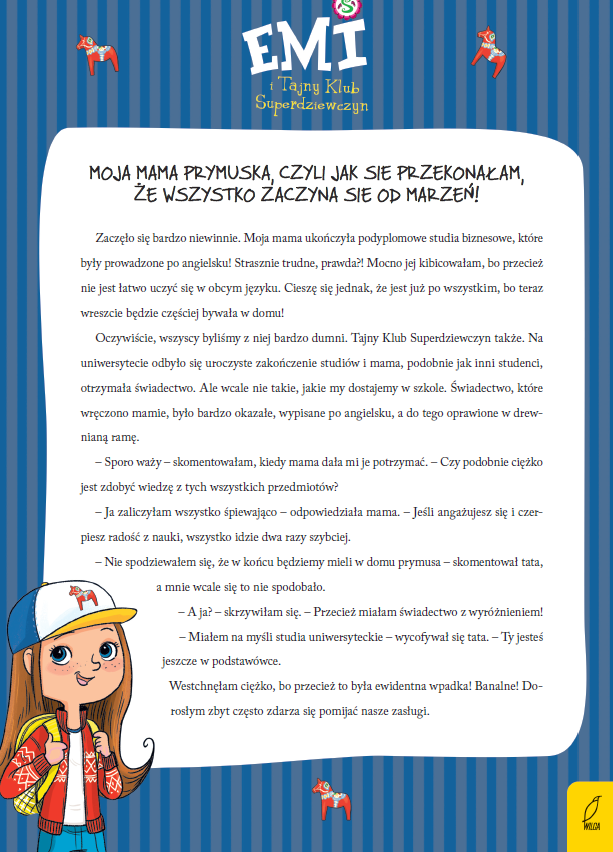 S
EMI
i Tajny Klub
Superdziewczyn
MOJA MAMA PRYMUSKA, CZYLI JAK SIE PRZEKONAŁAM,
ŻE WSZYSTKO ZACZYNA SIE OD MARZEŃ!
Zaczęło się bardzo niewinnie. Moja mama ukończyła podyplomowe studia biznesowe, które
były prowadzone po angielsku! Strasznie trudne, prawda?! Mocno jej kibicowałam, bo przecież
nie jest łatwo uczyć się w obcym języku. Cieszę się jednak, że jest już po wszystkim, bo teraz
wreszcie będzie częściej bywała w domu!
Oczywiście, wszyscy byliśmy z niej bardzo dumni. Tajny Klub Superdziewczyn także. Na
uniwersytecie odbyło się uroczyste zakończenie studiów i mama, podobnie jak inni studenci,
otrzymała świadectwo. Ale wcale nie takie, jakie my dostajemy w szkole. Świadectwo, które
wręczono mamie, było bardzo okazałe, wypisane po angielsku, a do tego oprawione w drew-
nianą ramę.
– Sporo waży – skomentowałam, kiedy mama dała mi je potrzymać. – Czy podobnie ciężko
jest zdobyć wiedzę z tych wszystkich przedmiotów?
– Ja zaliczyłam wszystko śpiewająco – odpowiedziała mama. – Jeśli angażujesz się i czer-
piesz radość z nauki, wszystko idzie dwa razy szybciej.
– Nie spodziewałem się, że w końcu będziemy mieli w domu prymusa – skomentował tata,
a mnie wcale się to nie spodobało.
– A ja? – skrzywiłam się. – Przecież miałam świadectwo z wyróżnieniem!
– Miałem na myśli studia uniwersyteckie – wycofywał się tata. – Ty jesteś
jeszcze w podstawówce.
Westchnęłam ciężko, bo przecież to była ewidentna wpadka! Banalne! Do-
rosłym zbyt często zdarza się pomijać nasze zasługi.
WILGA